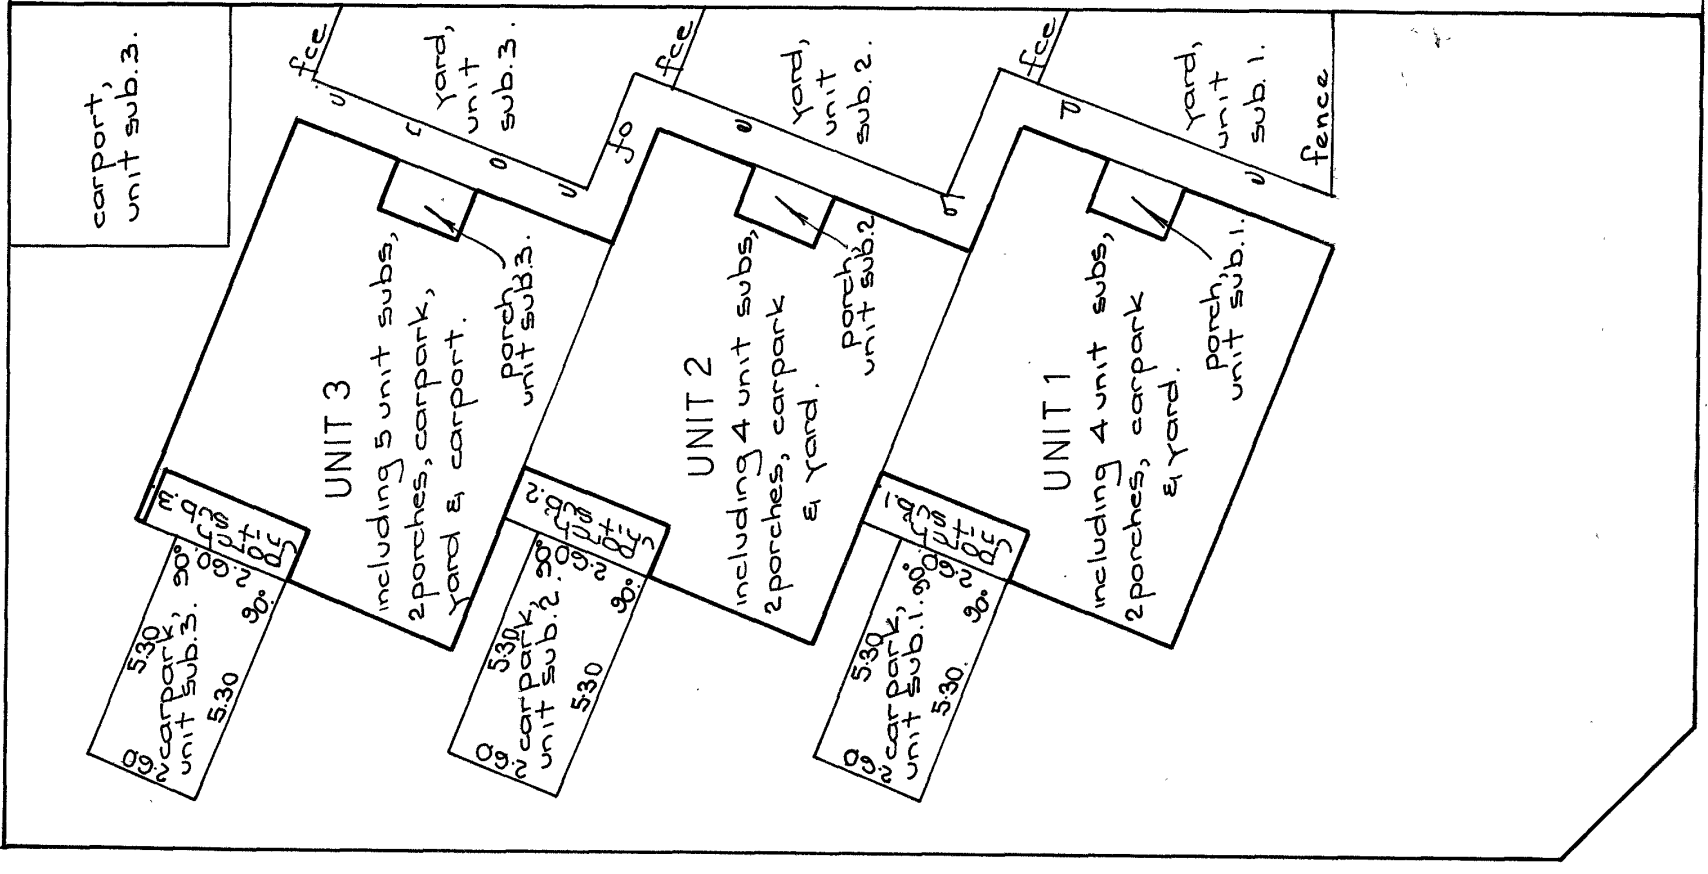 carport,
unit sub.3.
fce
yard,
unit
sub.3.
UNIT 3
including 5 unit subs,
2 porches, carpark,
yard & carport.
porch,
unit sub.3.
porch,
unit sub.3
90°
2.60
90°
5.30
carpark,
unit sub.3.
5.30
2.60
fce
yard,
unit
sub.2.
UNIT 2
including 4 unit subs,
2 porches, carpark
& yard.
porch,
unit sub.2
porch,
unit sub.2.
90°
2.60
90°
5.30
carpark,
unit sub.2.
5.30
2.60
fce
yard,
unit
sub.1.
fence
UNIT 1
including 4 unit subs,
2 porches, carpark
& yard.
porch,
unit sub.1.
porch,
unit sub.1.
90°
2.60
90°
5.30
carpark,
unit sub.1.
5.30.
2.60
edge of conc